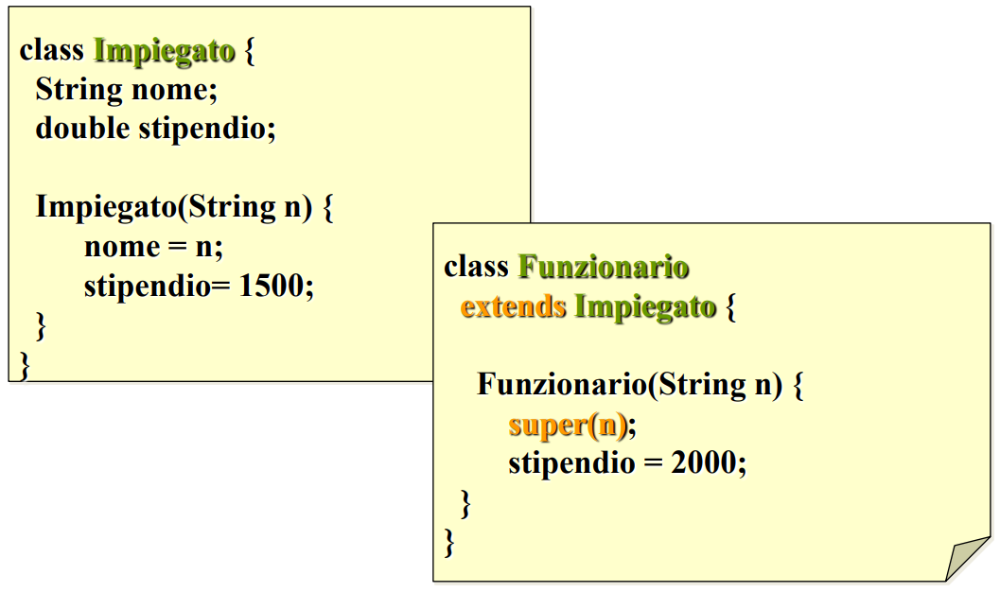 class Impiegato {
String nome;
double stipendio;
Impiegato(String n) {
nome = n;
stipendio= 1500;
}
}
class Funzionario
extends Impiegato {
Funzionario(String n) {
super(n);
stipendio = 2000;
}
}